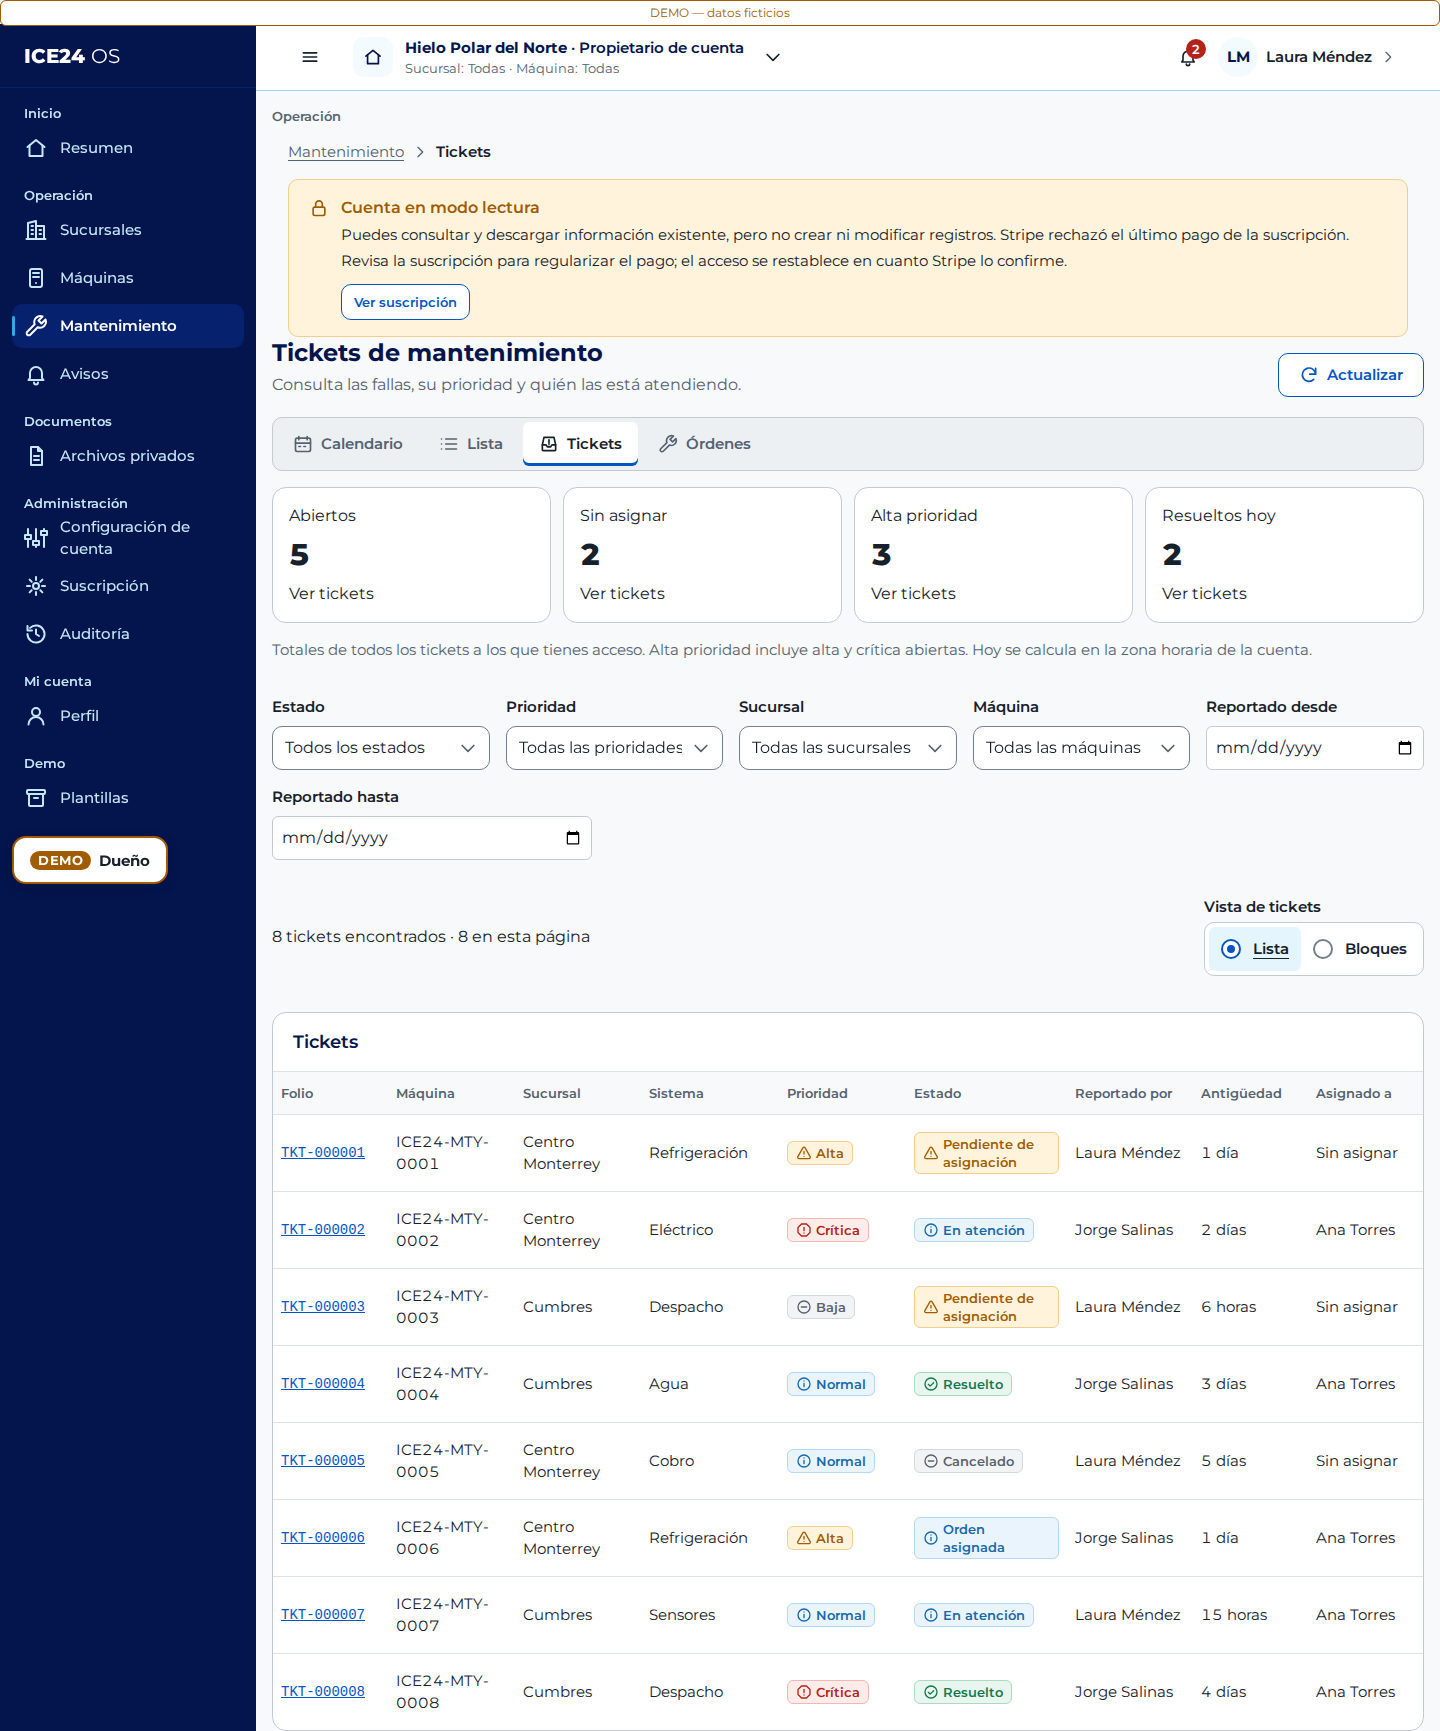 DEMO — datos ficticios
ICE24 OS
Inicio
Resumen
Operación
Sucursales
Máquinas
Mantenimiento
Avisos
Documentos
Archivos privados
Administración
Configuración de
cuenta
Suscripción
Auditoría
Mi cuenta
Perfil
Demo
Plantillas
DEMO Dueño
Hielo Polar del Norte · Propietario de cuenta
Sucursal: Todas · Máquina: Todas
2
LM Laura Méndez
Operación
Mantenimiento Tickets
Cuenta en modo lectura
Puedes consultar y descargar información existente, pero no crear ni modificar registros. Stripe rechazó el último pago de la suscripción.
Revisa la suscripción para regularizar el pago; el acceso se restablece en cuanto Stripe lo confirme.
Ver suscripción
Tickets de mantenimiento
Consulta las fallas, su prioridad y quién las está atendiendo.
Actualizar
Calendario Lista Tickets Órdenes
Abiertos
5
Ver tickets
Sin asignar
2
Ver tickets
Alta prioridad
3
Ver tickets
Resueltos hoy
2
Ver tickets
Totales de todos los tickets a los que tienes acceso. Alta prioridad incluye alta y crítica abiertas. Hoy se calcula en la zona horaria de la cuenta.
Estado Prioridad Sucursal Máquina Reportado desde
Todos los estados Todas las prioridades Todas las sucursales Todas las máquinas mm/dd/yyyy
Reportado hasta
mm/dd/yyyy
8 tickets encontrados · 8 en esta página
Vista de tickets
Lista Bloques
Tickets
Folio Máquina Sucursal Sistema Prioridad Estado Reportado por Antigüedad Asignado a
TKT-000001 ICE24-MTY-0001 Centro Monterrey Refrigeración Alta Pendiente de asignación Laura Méndez 1 día Sin asignar
TKT-000002 ICE24-MTY-0002 Centro Monterrey Eléctrico Crítica En atención Jorge Salinas 2 días Ana Torres
TKT-000003 ICE24-MTY-0003 Cumbres Despacho Baja Pendiente de asignación Laura Méndez 6 horas Sin asignar
TKT-000004 ICE24-MTY-0004 Cumbres Agua Normal Resuelto Jorge Salinas 3 días Ana Torres
TKT-000005 ICE24-MTY-0005 Centro Monterrey Cobro Normal Cancelado Laura Méndez 5 días Sin asignar
TKT-000006 ICE24-MTY-0006 Centro Monterrey Refrigeración Alta Orden asignada Jorge Salinas 1 día Ana Torres
TKT-000007 ICE24-MTY-0007 Cumbres Sensores Normal En atención Laura Méndez 15 horas Ana Torres
TKT-000008 ICE24-MTY-0008 Cumbres Despacho Crítica Resuelto Jorge Salinas 4 días Ana Torres